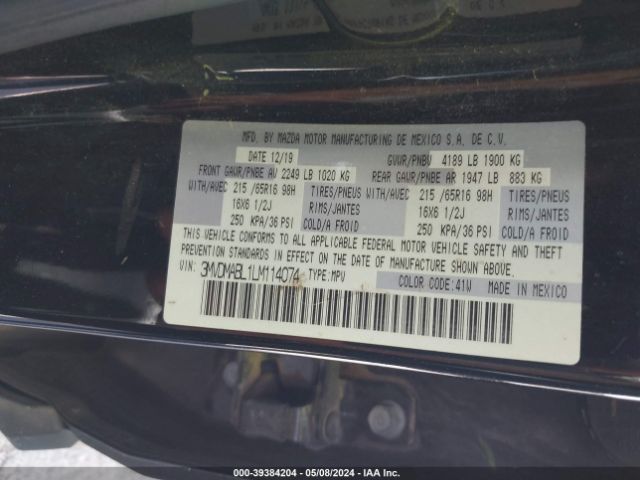 MFD. BY MAZDA MOTOR MANUFACTURING DE MEXICO S.A. DE C.V.
DATE 12/19 GVWR/PNBV 4189 LB 1900 KG
FRONT GAWR/PNBE AV 2249 LB 1020 KG REAR GAWR/PNBE AR 1947 LB 883 KG
WITH/AVEC 215 /65R16 98H TIRES/PNEUS WITH/AVEC 215 /65R16 98H TIRES/PNEUS
16X6 1/2J RIMS/JANTES 16X6 1/2J RIMS/JANTES
250 KPA/36 PSI COLD/A FROID 250 KPA/36 PSI COLD/A FROID
THIS VEHICLE CONFORMS TO ALL APPLICABLE FEDERAL MOTOR VEHICLE SAFETY AND THEFT
PREVENTION STANDARDS IN EFFECT ON THE DATE OF MANUFACTURE SHOWN ABOVE.
VIN: 3MVDMABL1LM114074 TYPE: MPV
COLOR CODE: 41W MADE IN MEXICO
000-39384204 - 05/08/2024 - IAA Inc.